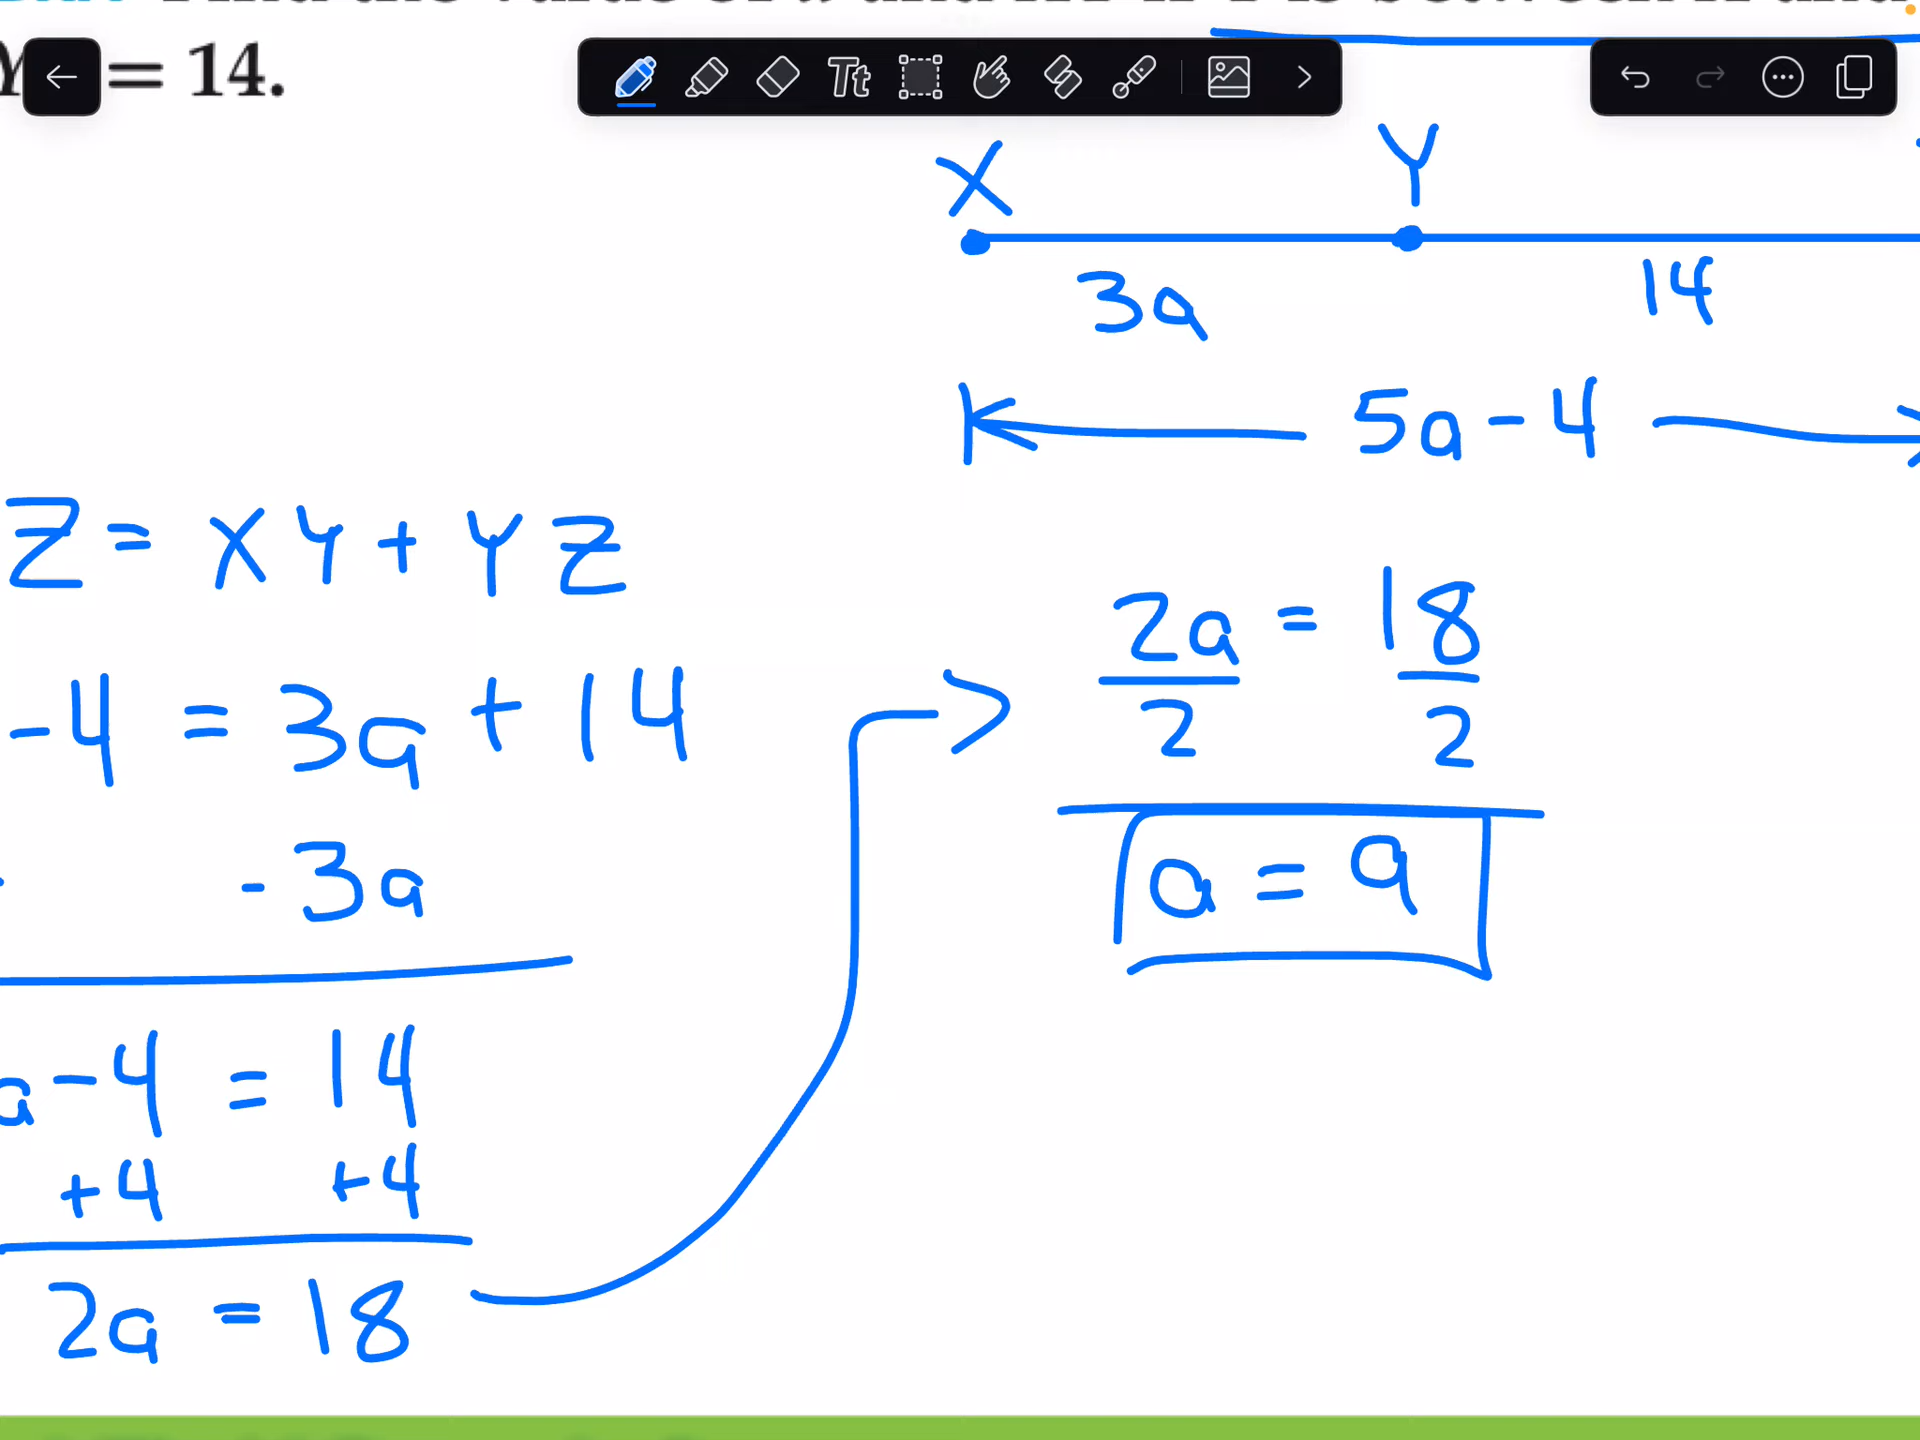 = 14.
Tt
X Y
3a 14
5a - 4
Z = XY + YZ
- 4 = 3a + 14
- 3a
a - 4 = 14
+4 +4
2a = 18
2a = 18
2 2
a = 9